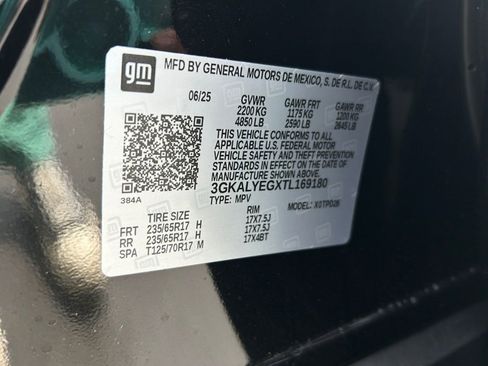 gm
MFD BY GENERAL MOTORS DE MEXICO, S. DE R.L. DE C.V.
06/25 GVWR GAWR FRT GAWR RR
2200 KG 1175 KG 1200 KG
4850 LB 2590 LB 2645 LB
THIS VEHICLE CONFORMS TO ALL
APPLICABLE U.S. FEDERAL MOTOR
VEHICLE SAFETY AND THEFT PREVENTION
STANDARDS IN EFFECT ON THE DATE OF
MANUFACTURE SHOWN ABOVE.
3GKALYEGXTL169180
384A
TYPE: MPV MODEL:
TIRE SIZE RIM
FRT 235/65R17 H 17X7.5J
RR 235/65R17 H 17X7.5J
SPA T125/70R17 M 17X4BT